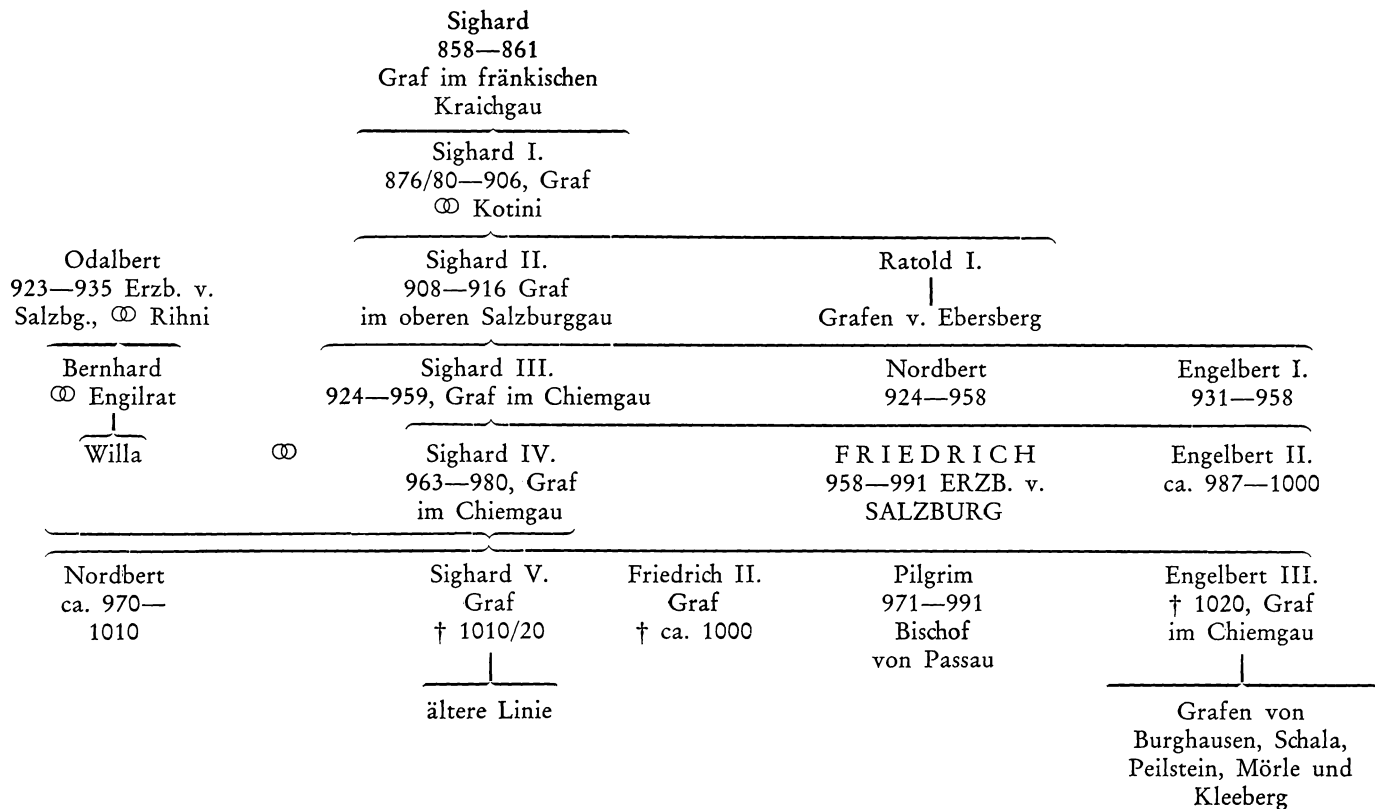 Sighard
858—861
Graf im fränkischen
Kraichgau
Sighard I.
876/80—906, Graf
⚭ Kotini
Odalbert
923—935 Erzb. v.
Salzbg., ⚭ Rihni
Sighard II.
908—916 Graf
im oberen Salzburggau
Ratold I.
Grafen v. Ebersberg
Bernhard
⚭ Engilrat
Sighard III.
924—959, Graf im Chiemgau
Nordbert
924—958
Engelbert I.
931—958
Willa
⚭
Sighard IV.
963—980, Graf
im Chiemgau
FRIEDRICH
958—991 ERZB. v.
SALZBURG
Engelbert II.
ca. 987—1000
Nordbert
ca. 970—
1010
Sighard V.
Graf
† 1010/20
Friedrich II.
Graf
† ca. 1000
Pilgrim
971—991
Bischof
von Passau
Engelbert III.
† 1020, Graf
im Chiemgau
ältere Linie
Grafen von
Burghausen, Schala,
Peilstein, Mörle und
Kleeberg